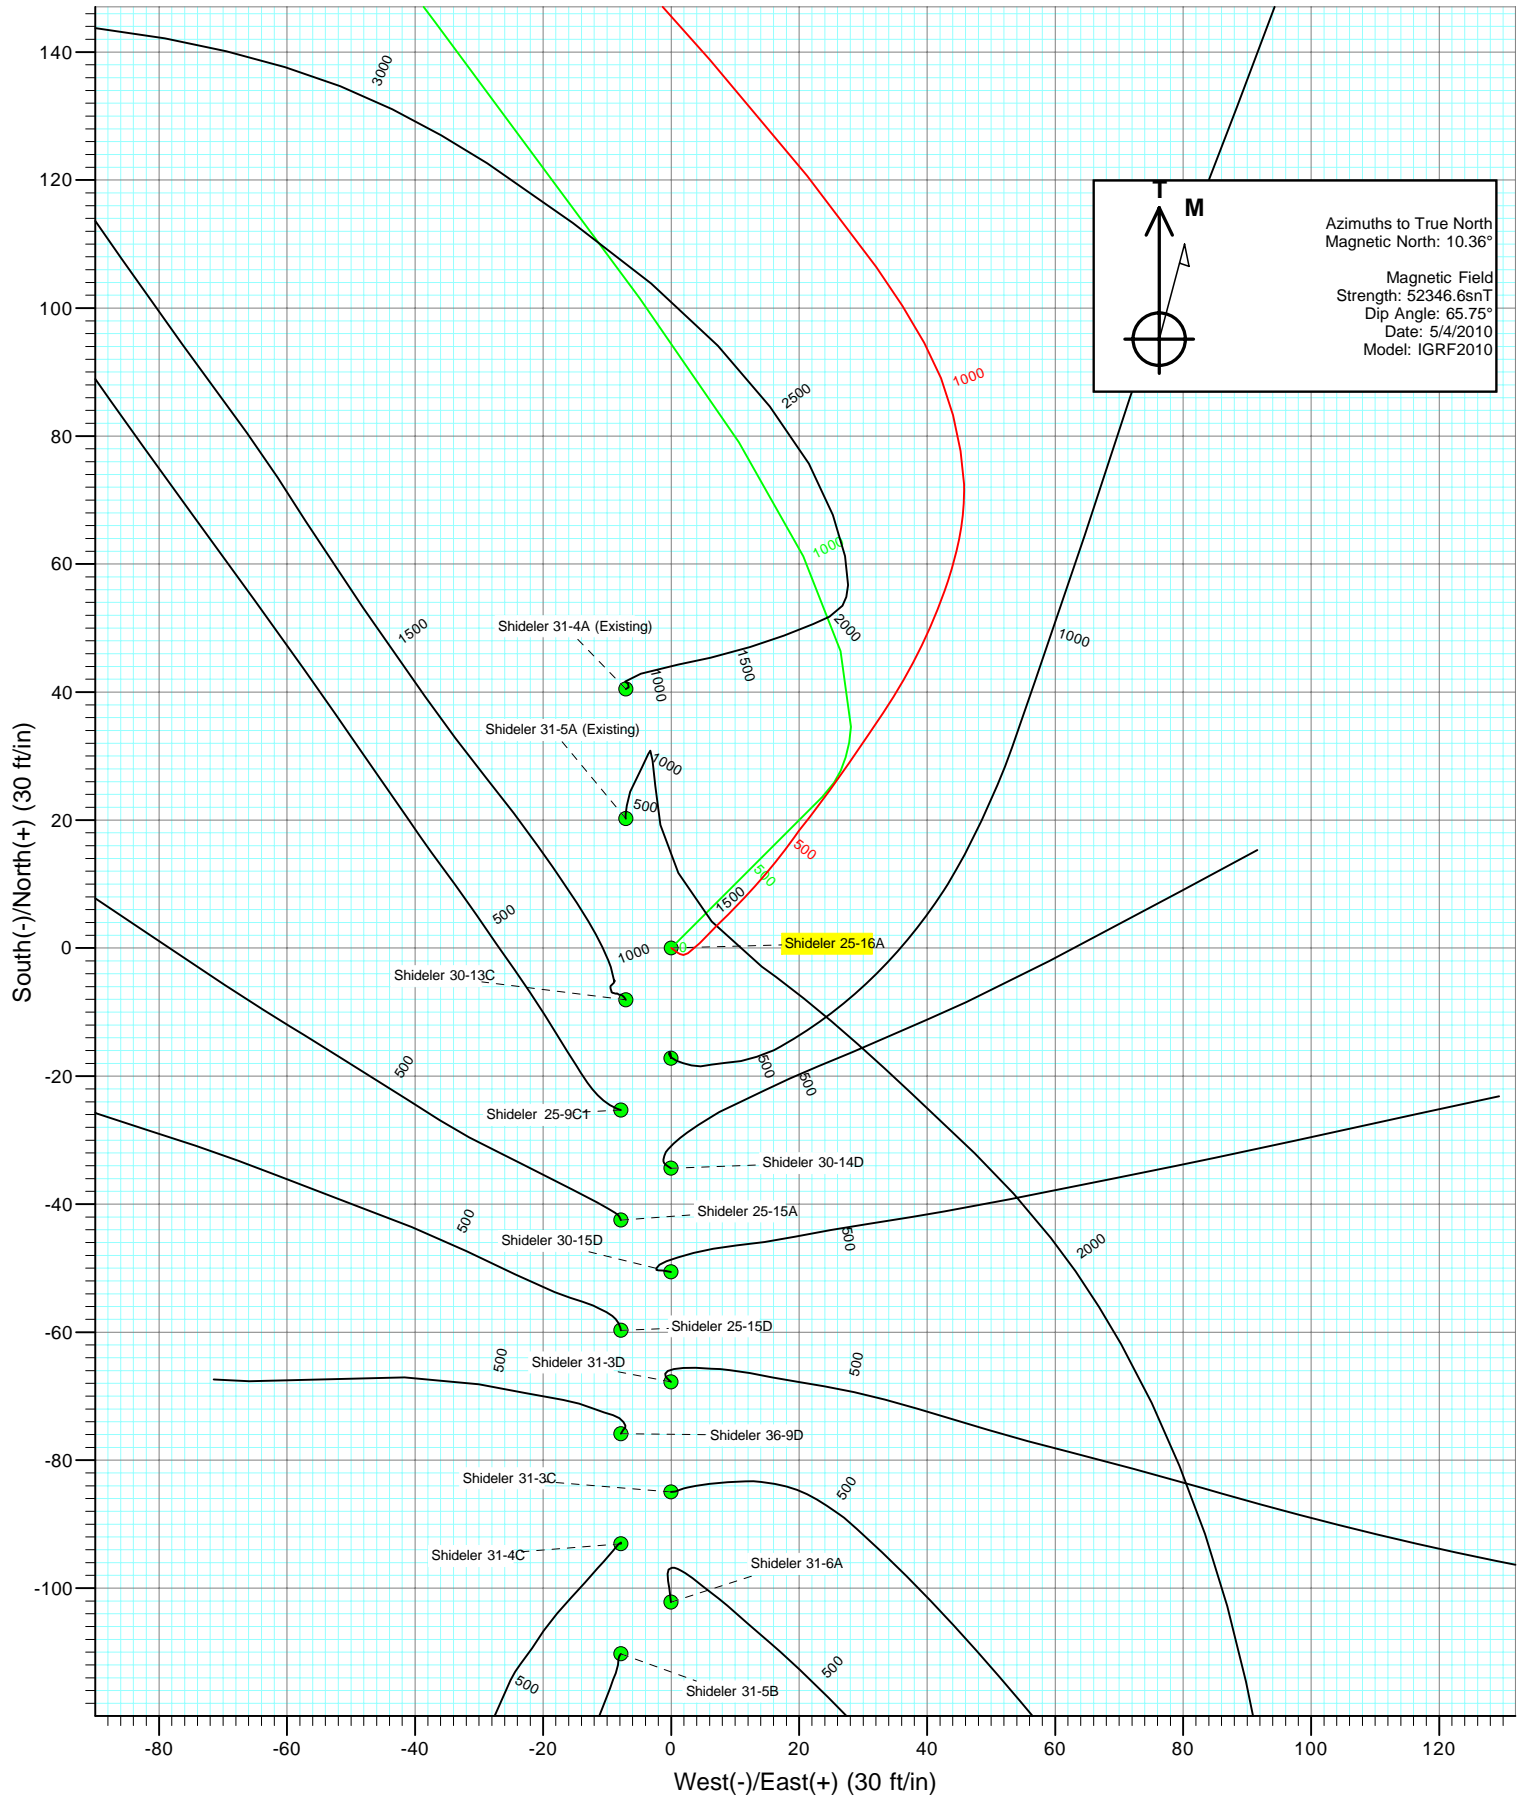 140
120
100
80
60
40
20
0
-20
-40
-60
-80
-100
South(-)/North(+) (30 ft/in)
-80
-60
-40
-20
0
20
40
60
80
100
120
West(-)/East(+) (30 ft/in)
T
M
Azimuths to True North
Magnetic North: 10.36°
Magnetic Field
Strength: 52346.6snT
Dip Angle: 65.75°
Date: 5/4/2010
Model: IGRF2010
3000
2500
1000
1000
2000
1500
1000
1500
1000
Shideler 31-4A (Existing)
Shideler 31-5A (Existing)
1000
500
500
500
1500
0
Shideler 25-16A
500
1000
Shideler 30-13C
500
500
500
Shideler 25-9C1
Shideler 30-14D
Shideler 25-15A
500
Shideler 30-15D
500
2000
Shideler 25-15D
500
Shideler 31-3D
500
Shideler 36-9D
Shideler 31-3C
500
Shideler 31-4C
Shideler 31-6A
500
500
Shideler 31-5B